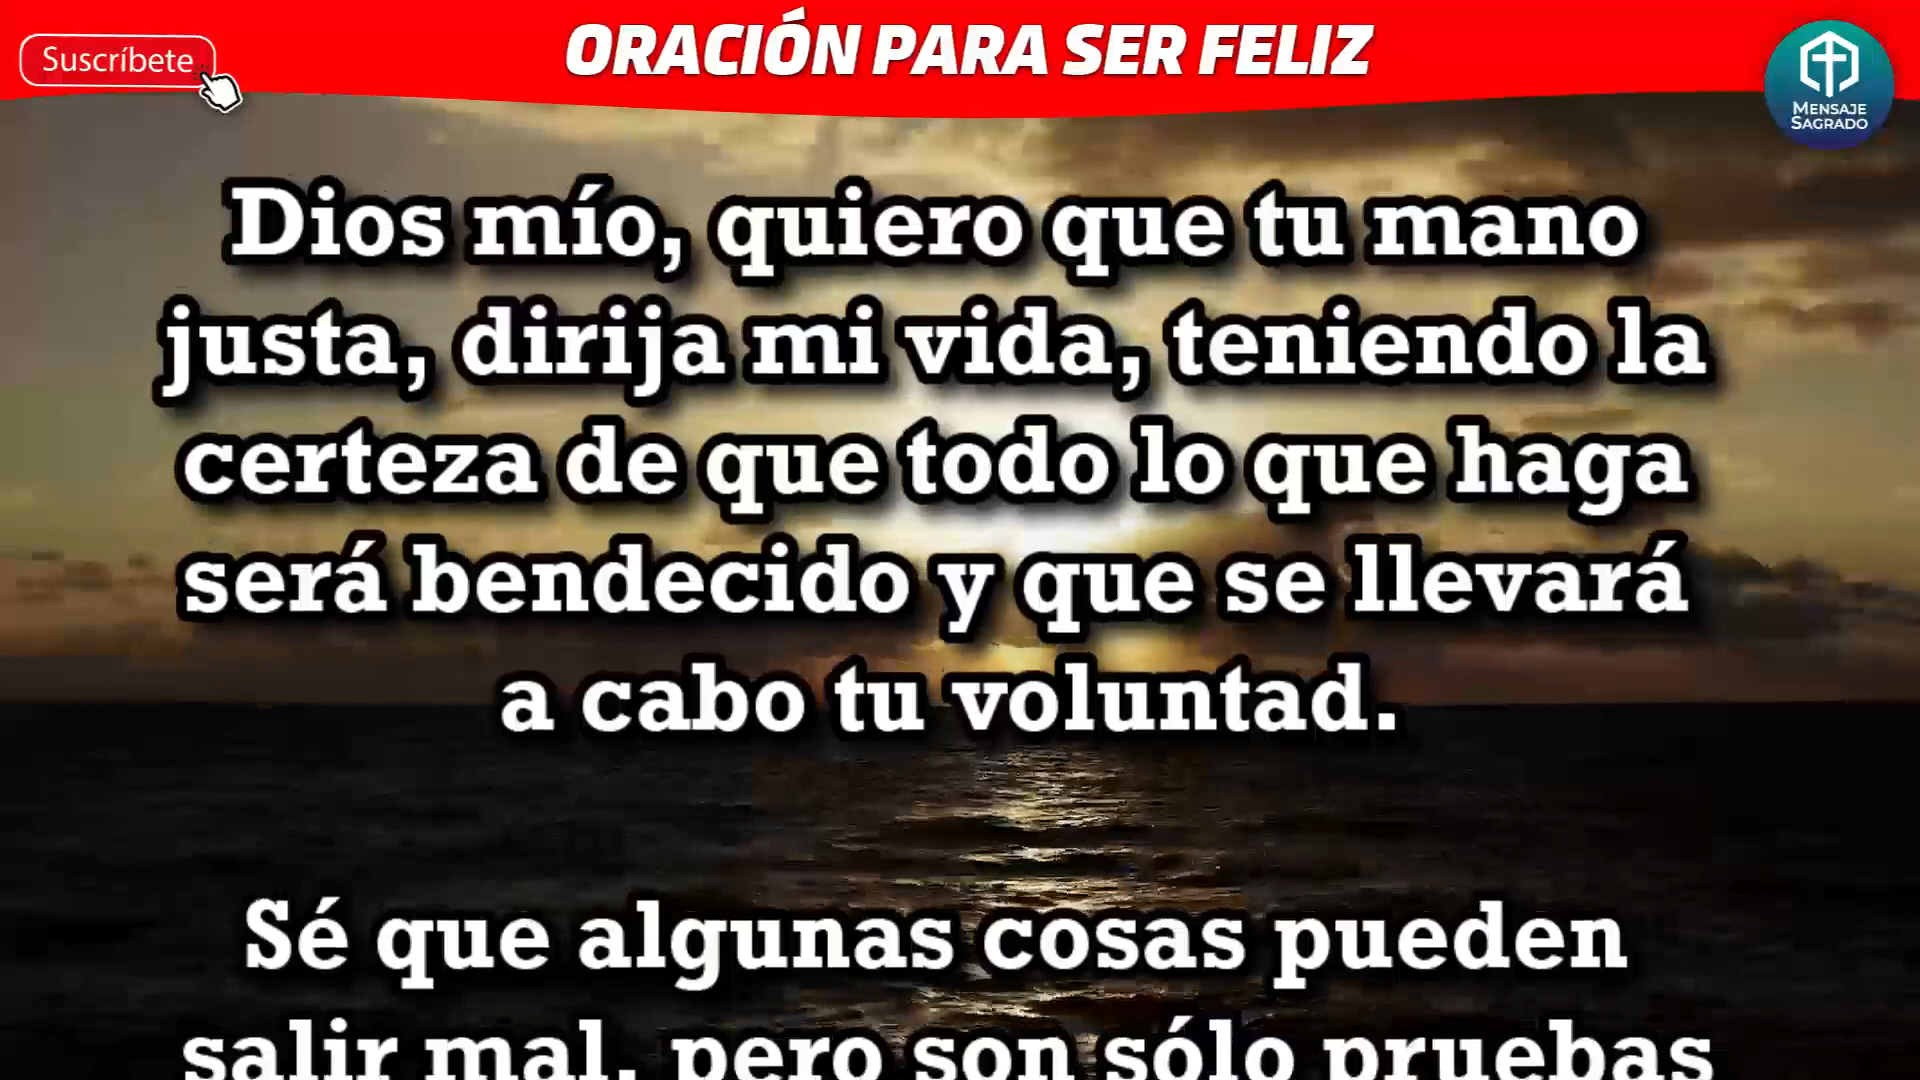 ORACIÓN PARA SER FELIZ
Suscríbete
MENSAJE
SAGRADO
Dios mío, quiero que tu mano
justa, dirija mi vida, teniendo la
certeza de que todo lo que haga
será bendecido y que se llevará
a cabo tu voluntad.
Sé que algunas cosas pueden
salir mal, pero son sólo pruebas